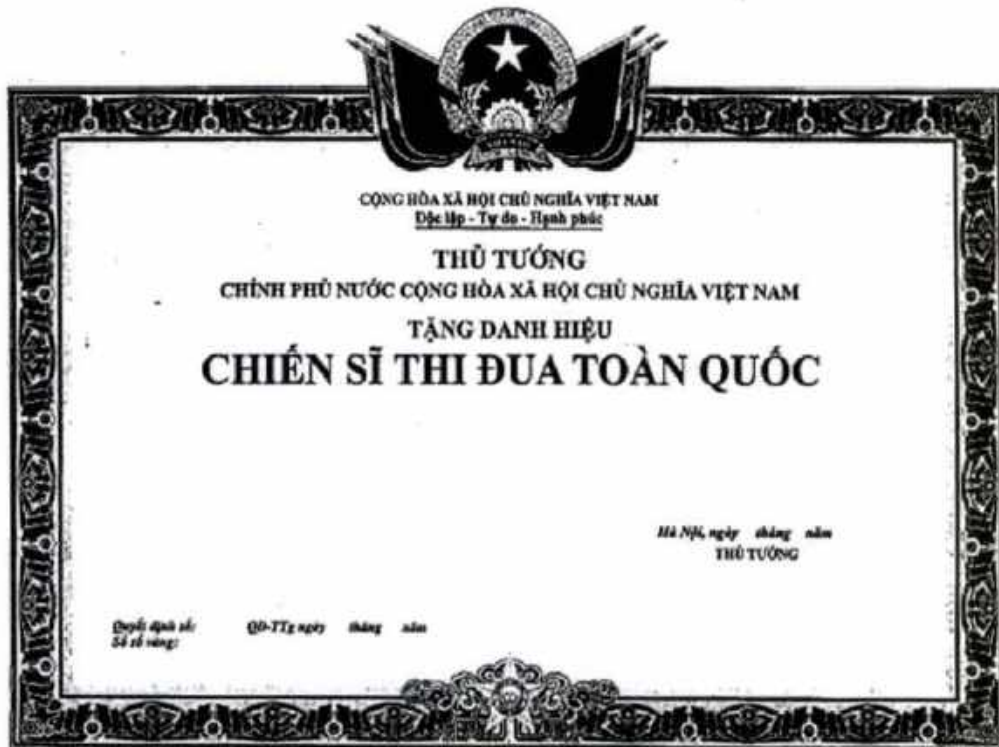 CỘNG HÒA XÃ HỘI CHỦ NGHĨA VIỆT NAM
Độc lập - Tự do - Hạnh phúc
THỦ TƯỚNG
CHÍNH PHỦ NƯỚC CỘNG HÒA XÃ HỘI CHỦ NGHĨA VIỆT NAM
TẶNG DANH HIỆU
CHIẾN SĨ THI ĐUA TOÀN QUỐC
Hà Nội, ngày tháng năm
THỦ TƯỚNG
Quyết định số: QĐ-TTg ngày tháng năm
Số sổ vàng: